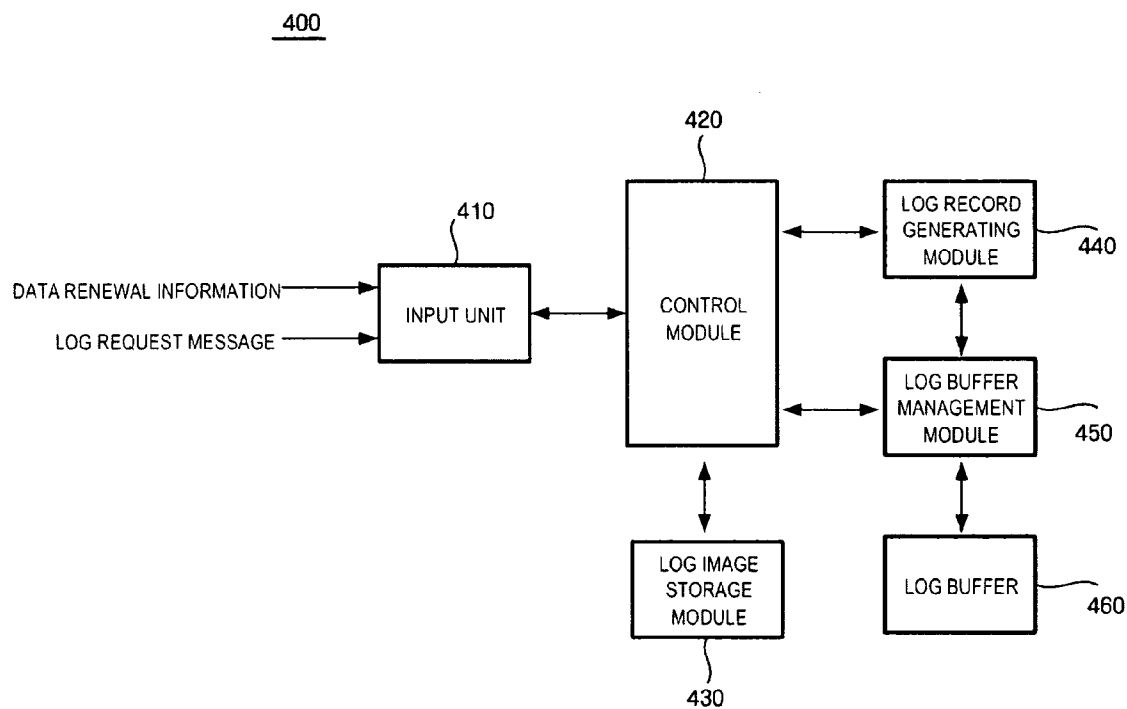 400
420
410
LOG RECORD
GENERATING
MODULE
440
DATA RENEWAL INFORMATION
INPUT UNIT
CONTROL
MODULE
LOG REQUEST MESSAGE
LOG BUFFER
MANAGEMENT
MODULE
450
LOG IMAGE
STORAGE
MODULE
LOG BUFFER
460
430